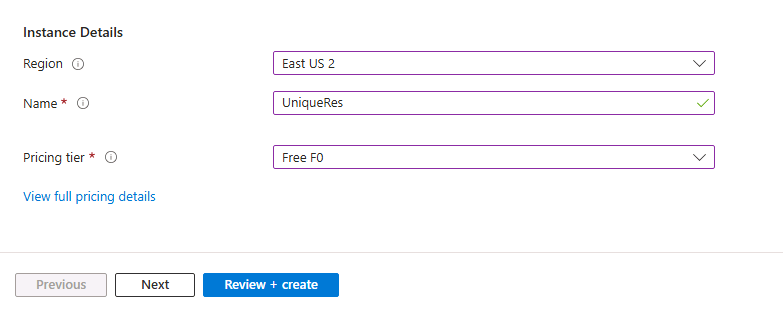 Instance Details
Region
East US 2
Name *
UniqueRes
Pricing tier *
Free F0
View full pricing details
Previous
Next
Review + create